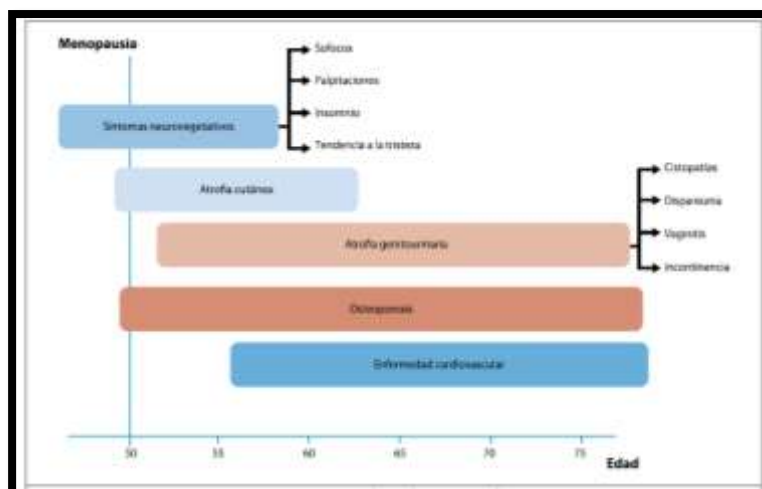 Menopausia
Sofocos
Palpitaciones
Insomnio
Tendencia a la tristeza
Síntomas neurovegetativos
Atrofia cutánea
Cistopatías
Dispareunia
Vaginitis
Incontinencia
Atrofia genitourinaria
Osteoporosis
Enfermedad cardiovascular
50 55 60 65 70 75
Edad